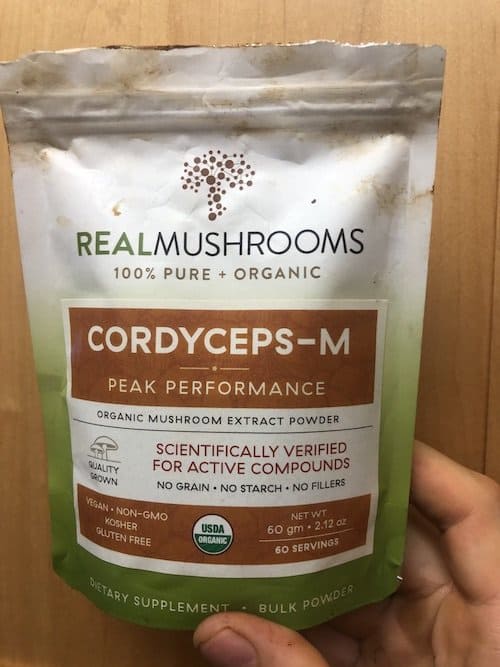 REALMUSHROOMS
100% PURE + ORGANIC
CORDYCEPS-M
PEAK PERFORMANCE
ORGANIC MUSHROOM EXTRACT POWDER
QUALITY
GROWN
SCIENTIFICALLY VERIFIED
FOR ACTIVE COMPOUNDS
NO GRAIN • NO STARCH • NO FILLERS
VEGAN • NON-GMO
KOSHER
GLUTEN FREE
USDA
ORGANIC
NET WT
60 gm • 2.12 oz
60 SERVINGS
DIETARY SUPPLEMENT • BULK POWDER